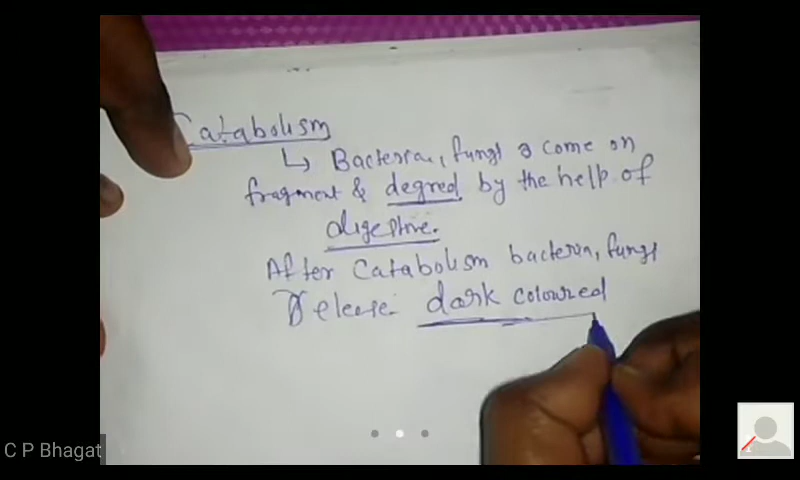 Catabolism
↳ Bacteria, fungi & come on
fragment & degred by the help of
digestive.
After Catabolism bacteria, fungi
Release dark coloured
C P Bhagat